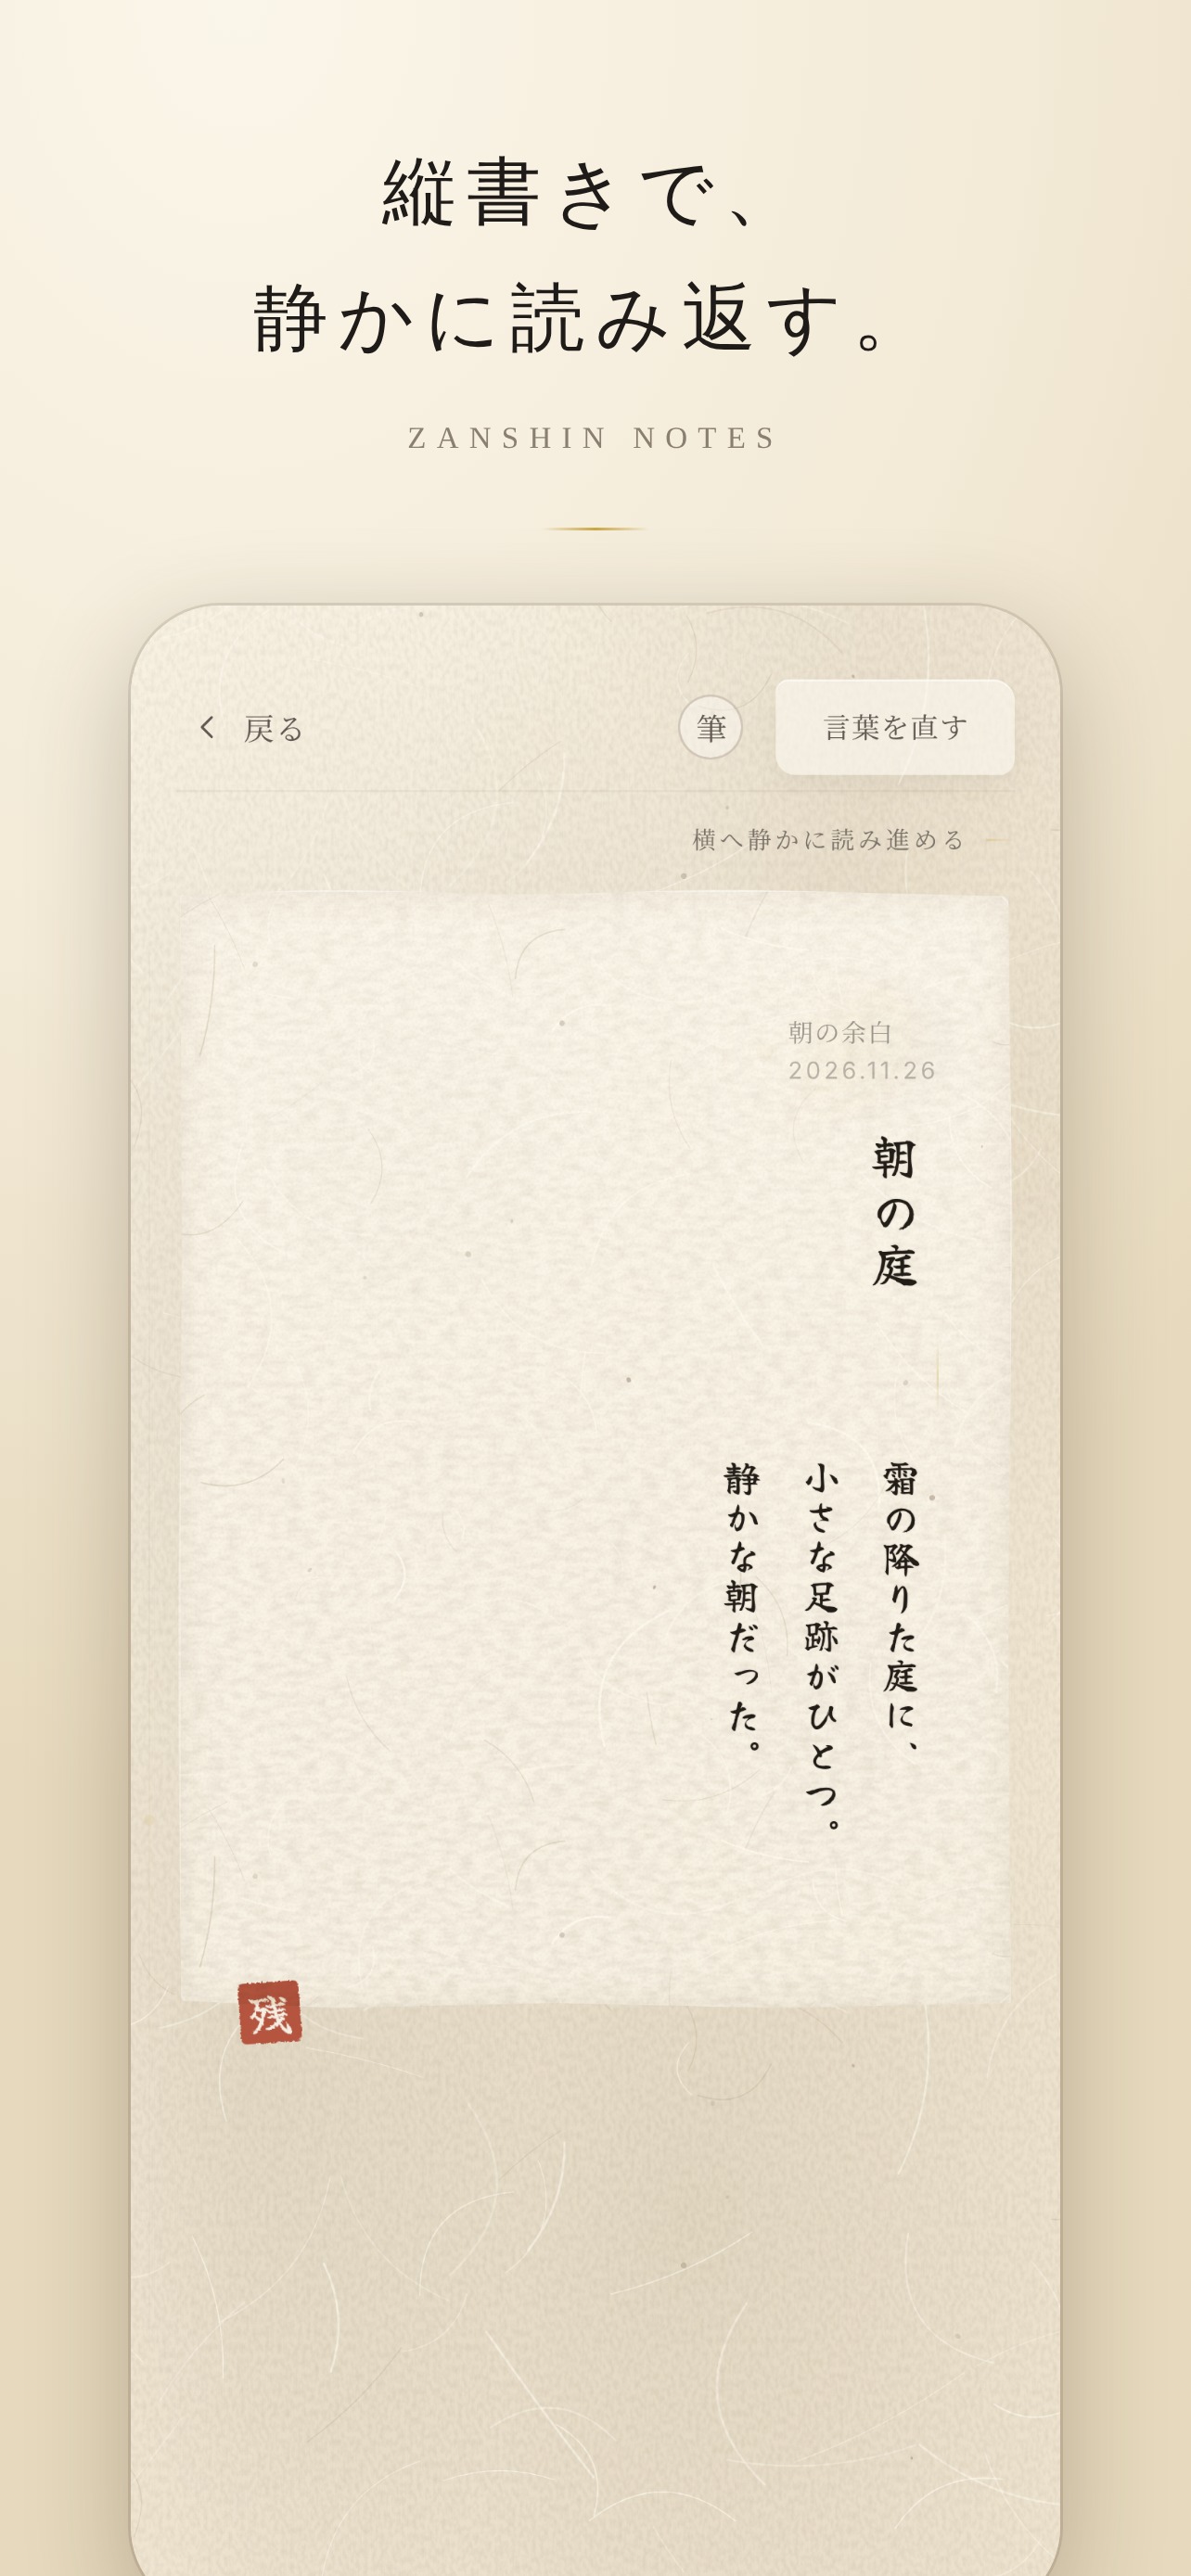 縦書きで、
静かに読み返す。
ZANSHIN NOTES
戻る
筆
言葉を直す
横へ静かに読み進める
朝の余白
2026.11.26
朝の庭
霜の降りた庭に、
小さな足跡がひとつ。
静かな朝だった。
残